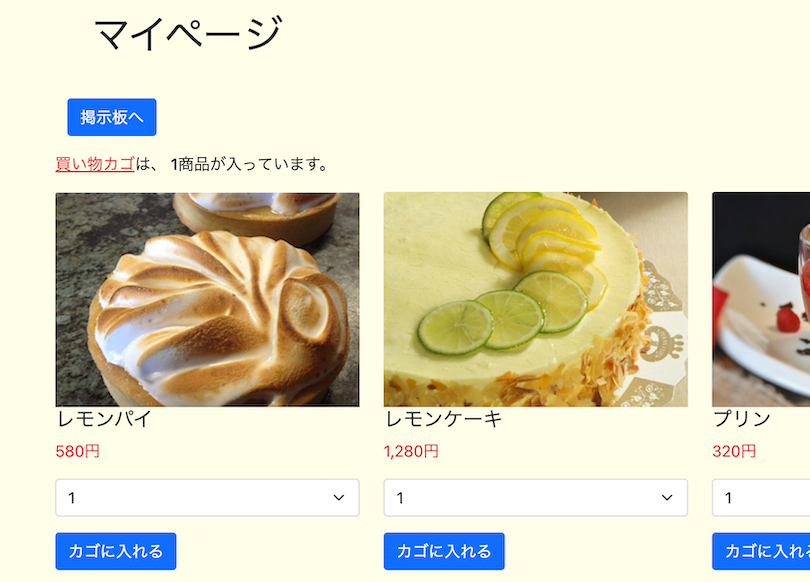 マイページ
掲示板へ
買い物カゴは、 1商品が入っています。
レモンパイ
レモンケーキ
プリン
580円
1,280円
320円
1
1
1
カゴに入れる
カゴに入れる
カゴに入れ